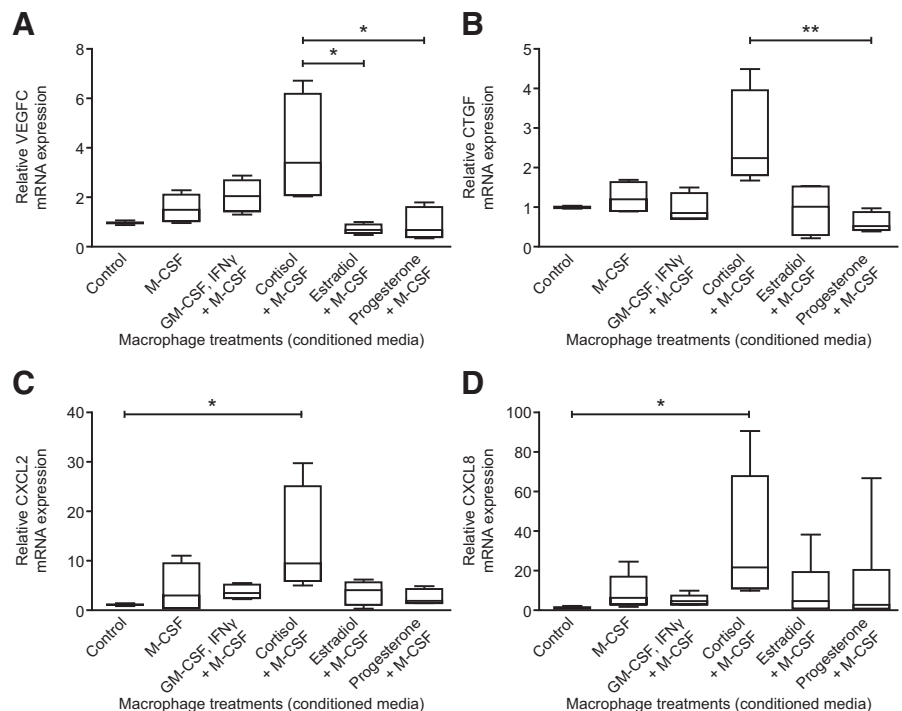 A
*
*
8
6
4
2
0
Relative VEGFC
mRNA expression
Control
M-CSF
GM-CSF, IFNγ
+ M-CSF
Cortisol
+ M-CSF
Estradiol
+ M-CSF
Progesterone
+ M-CSF
Macrophage treatments (conditioned media)
B
**
5
4
3
2
1
0
Relative CTGF
mRNA expression
Control
M-CSF
GM-CSF, IFNγ
+ M-CSF
Cortisol
+ M-CSF
Estradiol
+ M-CSF
Progesterone
+ M-CSF
Macrophage treatments (conditioned media)
C
*
40
30
20
10
0
Relative CXCL2
mRNA expression
Control
M-CSF
GM-CSF, IFNγ
+ M-CSF
Cortisol
+ M-CSF
Estradiol
+ M-CSF
Progesterone
+ M-CSF
Macrophage treatments (conditioned media)
D
*
100
80
60
40
20
0
Relative CXCL8
mRNA expression
Control
M-CSF
GM-CSF, IFNγ
+ M-CSF
Cortisol
+ M-CSF
Estradiol
+ M-CSF
Progesterone
+ M-CSF
Macrophage treatments (conditioned media)